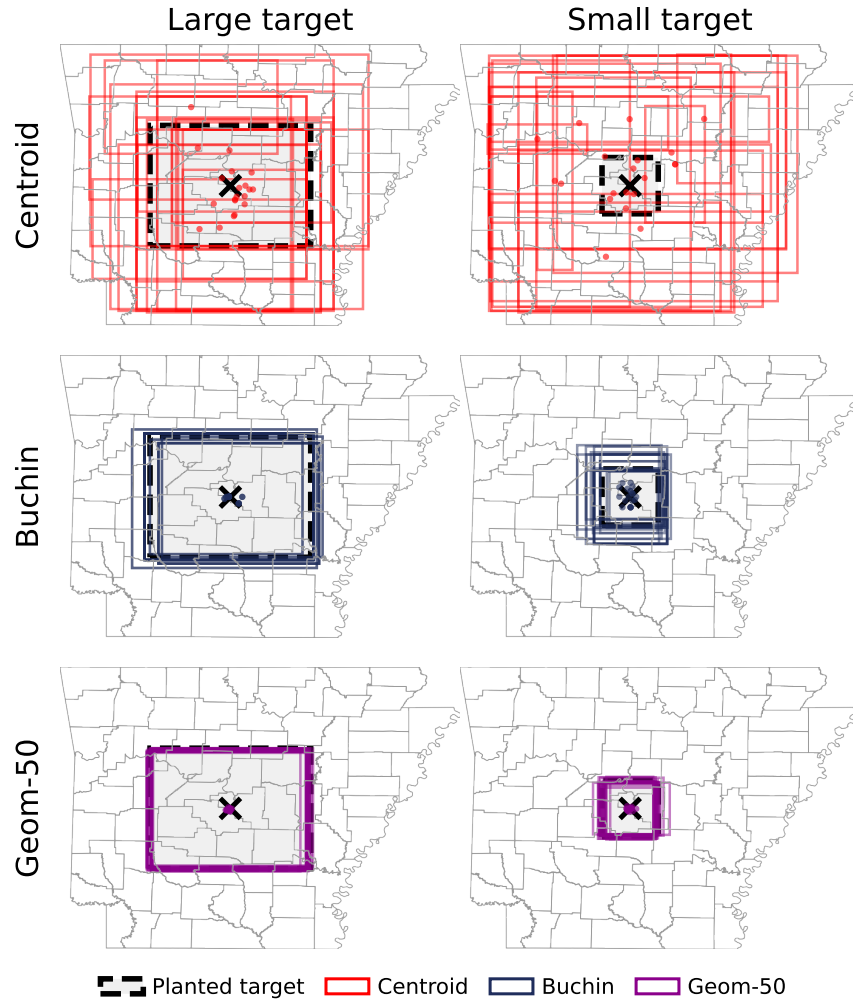 Large target
Small target
Centroid
Buchin
Geom-50
Planted target
Centroid
Buchin
Geom-50